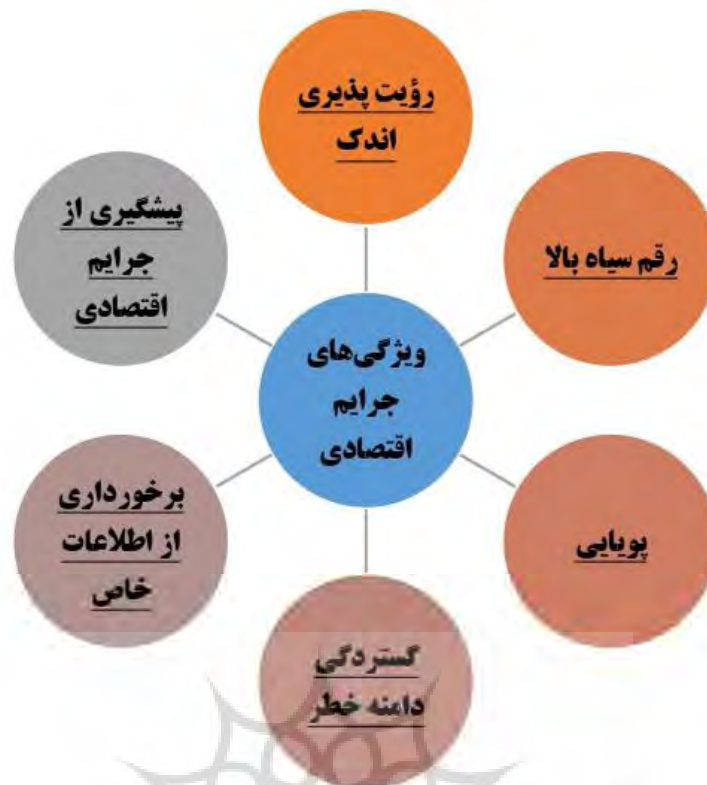 رؤیت پذیری
اندک
رقم سیاه بالا
پویایی
گستردگی
دامنه خطر
برخورداری
از اطلاعات
خاص
پیشگیری از
جرایم
اقتصادی
ویژگی‌های
جرایم
اقتصادی